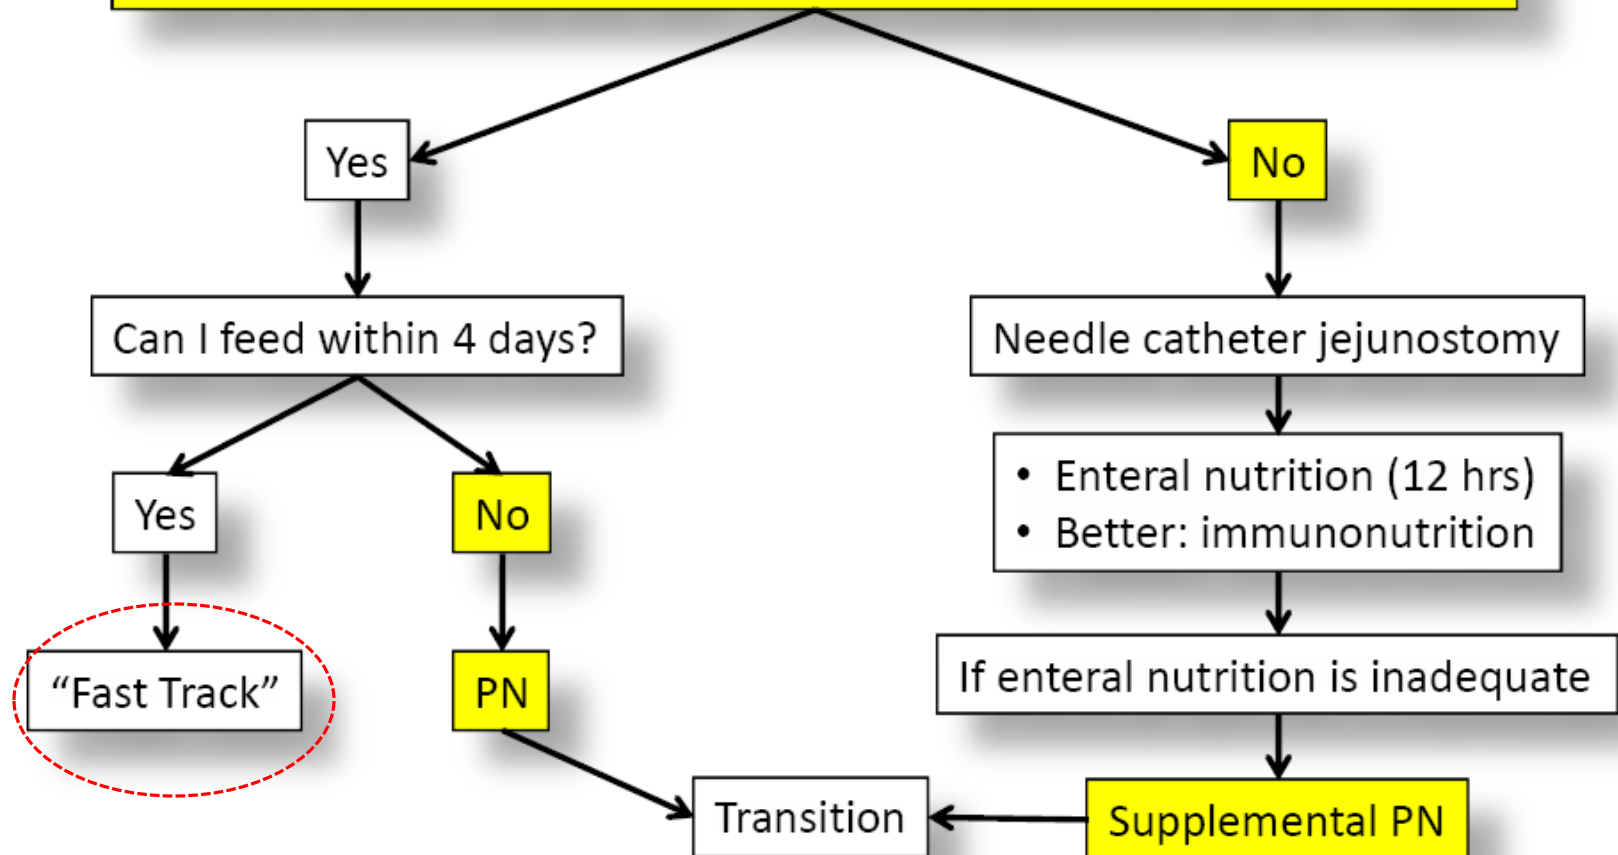 Yes
No
Can I feed within 4 days?
Needle catheter jejunostomy
Yes
No
• Enteral nutrition (12 hrs)
• Better: immunonutrition
“Fast Track”
PN
If enteral nutrition is inadequate
Transition
Supplemental PN